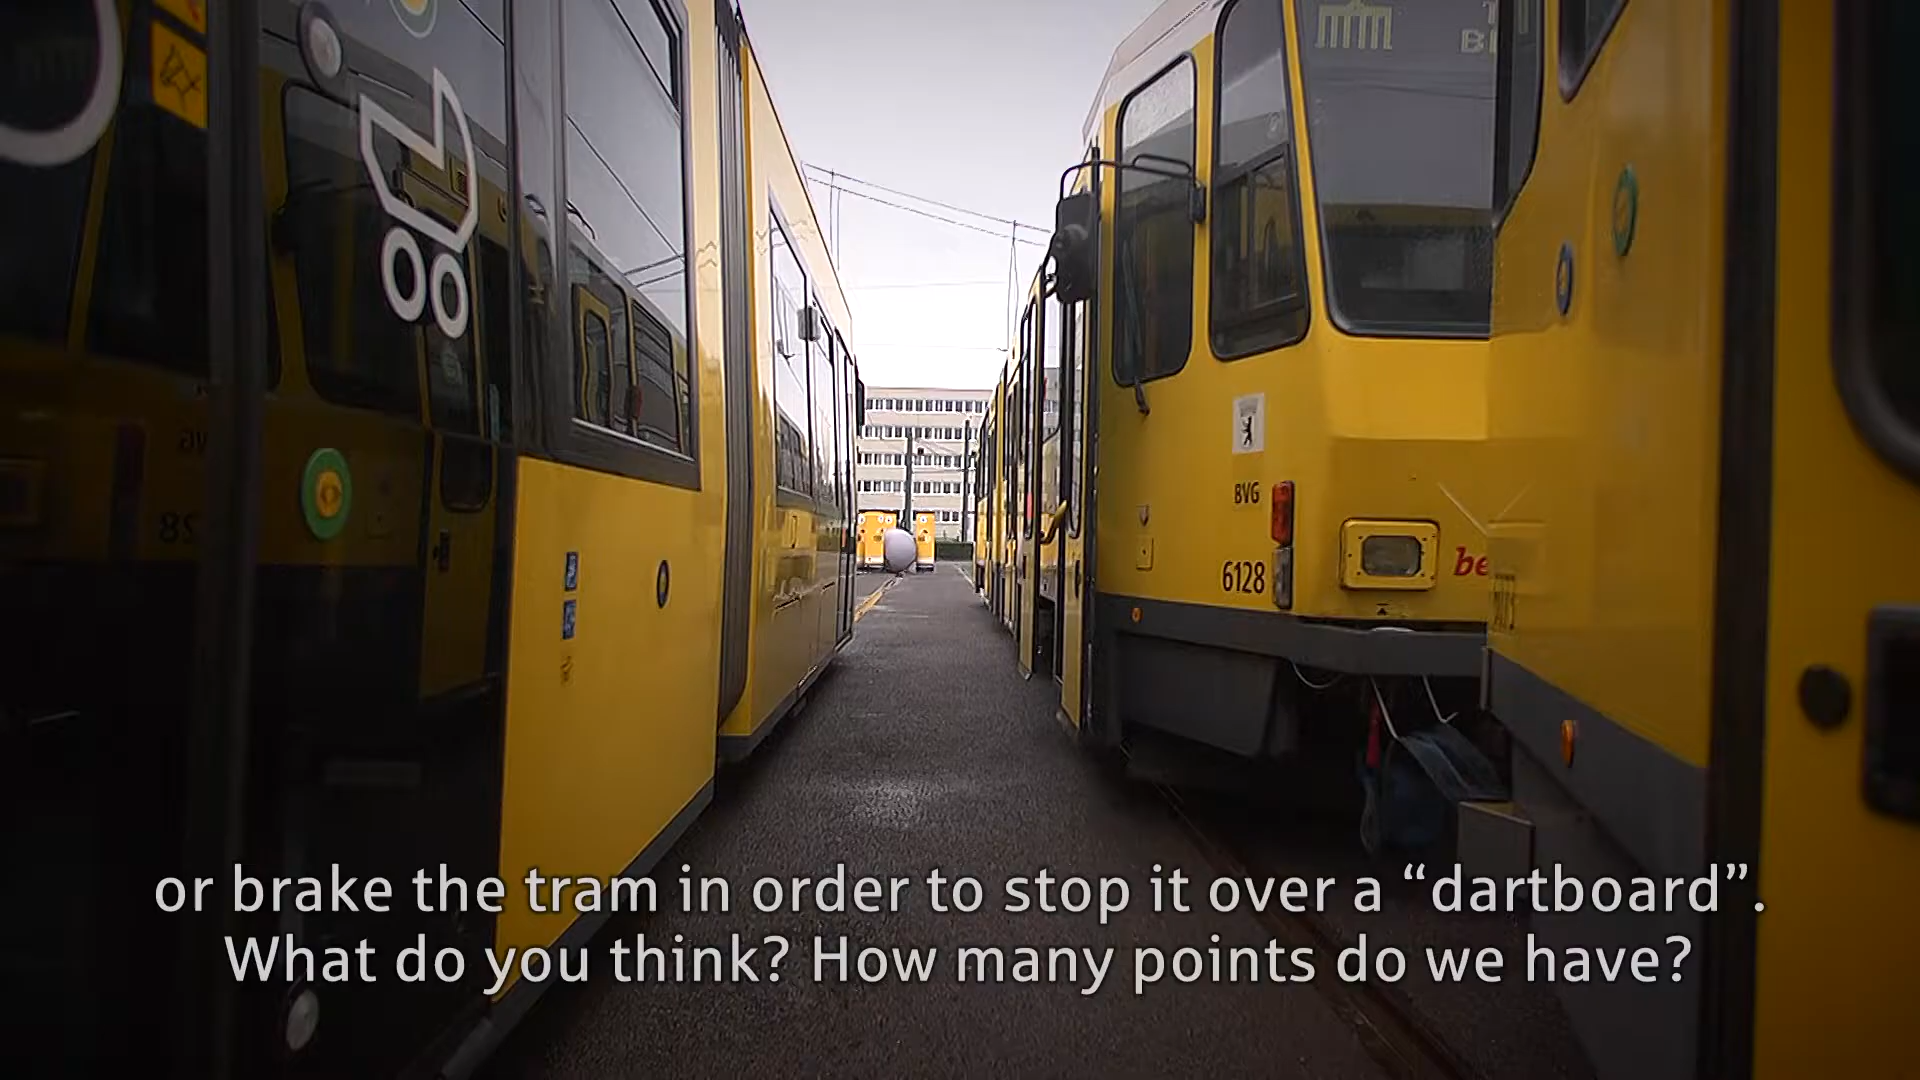 BVG
6128
be
or brake the tram in order to stop it over a “dartboard”.
What do you think? How many points do we have?